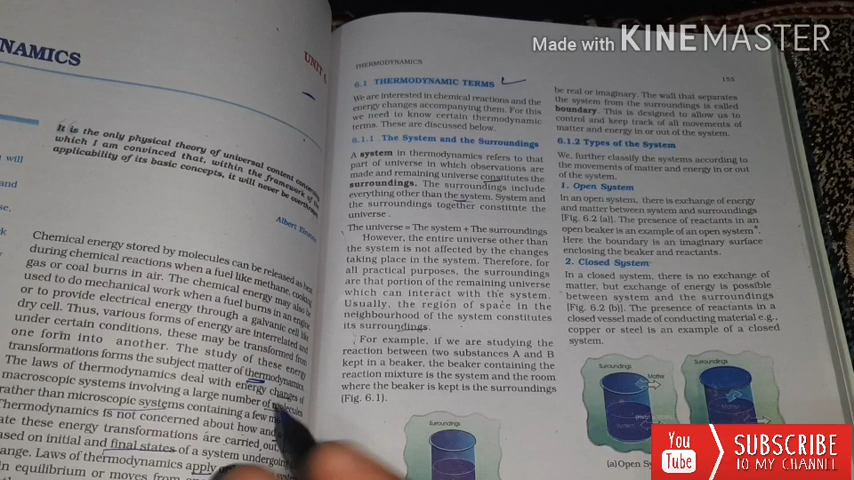 Made with KINEMASTER
NAMICS
UNIT 6
It is the only physical theory of universal content concerning
which I am convinced that, within the framework of the
applicability of its basic concepts, it will never be overthrown.
Albert Einstein
will
and
Chemical energy stored by molecules can be released as heat
during chemical reactions when a fuel like methane, cooking
gas or coal burns in air. The chemical energy may also be
used to do mechanical work when a fuel burns in an engine
or to provide electrical energy through a galvanic cell like
dry cell. Thus, various forms of energy are interrelated and
under certain conditions, these may be transformed from
one form into another. The study of these energy
transformations forms the subject matter of thermodynamics.
The laws of thermodynamics deal with energy changes of
macroscopic systems involving a large number of molecules
rather than microscopic systems containing a few
Thermodynamics is not concerned about how and
ate these energy transformations are carried out,
ased on initial and final states of a system undergoing
ange. Laws of thermodynamics apply
n equilibrium or moves from
THERMODYNAMICS
155
6.1 THERMODYNAMIC TERMS
We are interested in chemical reactions and the
energy changes accompanying them. For this
we need to know certain thermodynamic
terms. These are discussed below.
6.1.1 The System and the Surroundings
A system in thermodynamics refers to that
part of universe in which observations are
made and remaining universe constitutes the
surroundings. The surroundings include
everything other than the system. System and
the surroundings together constitute the
universe .
The universe = The system + The surroundings
However, the entire universe other than
the system is not affected by the changes
taking place in the system. Therefore, for
all practical purposes, the surroundings
are that portion of the remaining universe
which can interact with the system.
Usually, the region of space in the
neighbourhood of the system constitutes
its surroundings.
For example, if we are studying the
reaction between two substances A and B
kept in a beaker, the beaker containing the
reaction mixture is the system and the room
where the beaker is kept is the surroundings
(Fig. 6.1).
Surroundings
be real or imaginary. The wall that separates
the system from the surroundings is called
boundary. This is designed to allow us to
control and keep track of all movements of
matter and energy in or out of the system.
6.1.2 Types of the System
We, further classify the systems according to
the movements of matter and energy in or out
of the system.
1. Open System
In an open system, there is exchange of energy
and matter between system and surroundings
[Fig. 6.2 (a)]. The presence of reactants in an
open beaker is an example of an open system*.
Here the boundary is an imaginary surface
enclosing the beaker and reactants.
2. Closed System
In a closed system, there is no exchange of
matter, but exchange of energy is possible
between system and the surroundings
[Fig. 6.2 (b)]. The presence of reactants in a
closed vessel made of conducting material e.g.,
copper or steel is an example of a closed
system.
Surroundings
Matter
System
Surroundings
Matter
(a) Open
You Tube
SUBSCRIBE
TO MY CHANNEL